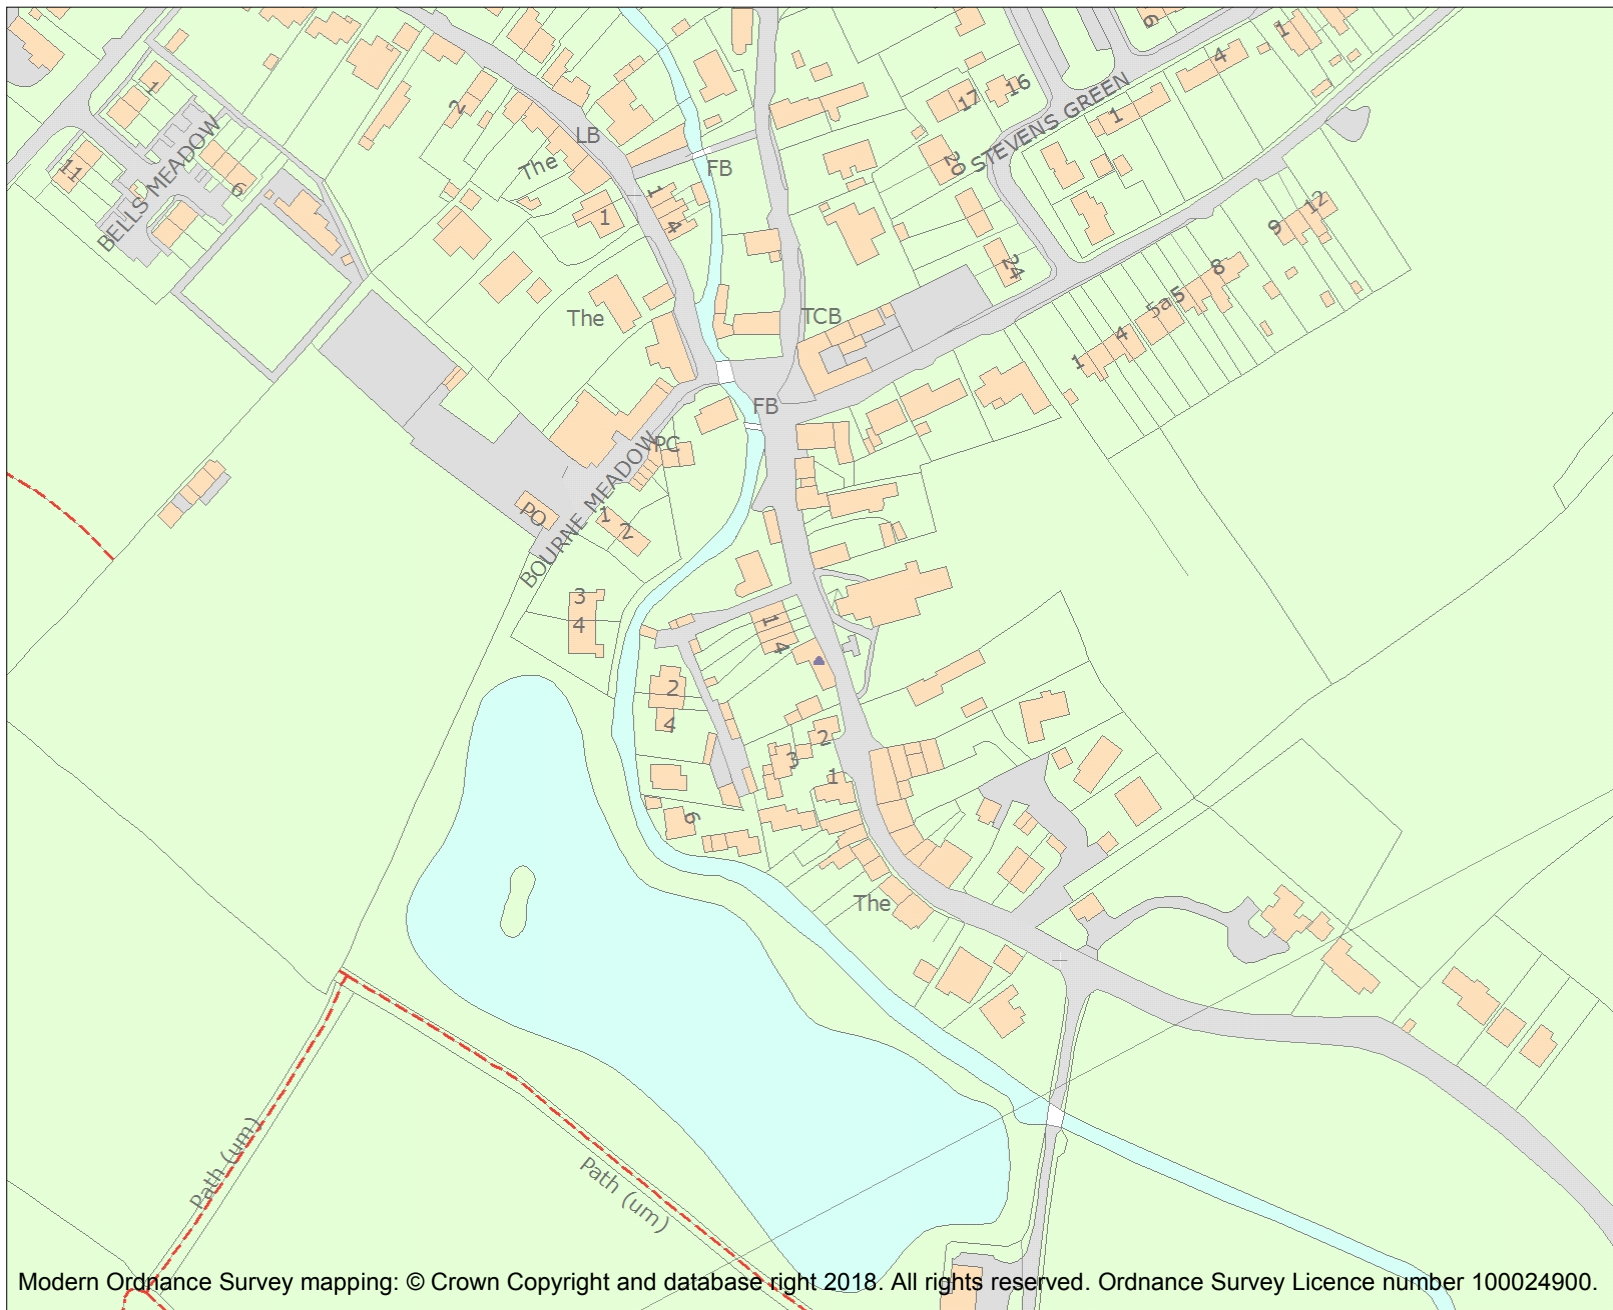 6
1
4
1
2
17
16
1
STEVENS GREEN
LB
The
FB
20
11
BELLS MEADOW
6
1
1
4
9
12
24
8
5
5a
The
TCB
4
1
FB
PC
BOURNE MEADOW
PO
1
2
3
4
1
4
2
4
2
3
1
6
The
Path (um)
Path (um)
Modern Ordnance Survey mapping: © Crown Copyright and database right 2018. All rights reserved. Ordnance Survey Licence number 100024900.